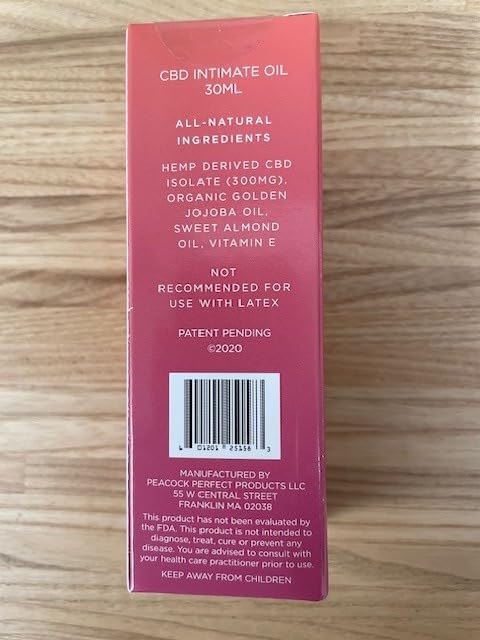 CBD INTIMATE OIL
30ML
ALL-NATURAL
INGREDIENTS
HEMP DERIVED CBD
ISOLATE (300MG),
ORGANIC GOLDEN
JOJOBA OIL,
SWEET ALMOND
OIL, VITAMIN E
NOT
RECOMMENDED FOR
USE WITH LATEX
PATENT PENDING
©2020
6 01201 25158 3
MANUFACTURED BY
PEACOCK PERFECT PRODUCTS LLC
55 W CENTRAL STREET
FRANKLIN MA 02038
This product has not been evaluated by
the FDA. This product is not intended to
diagnose, treat, cure or prevent any
disease. You are advised to consult with
your health care practitioner prior to use.
KEEP AWAY FROM CHILDREN